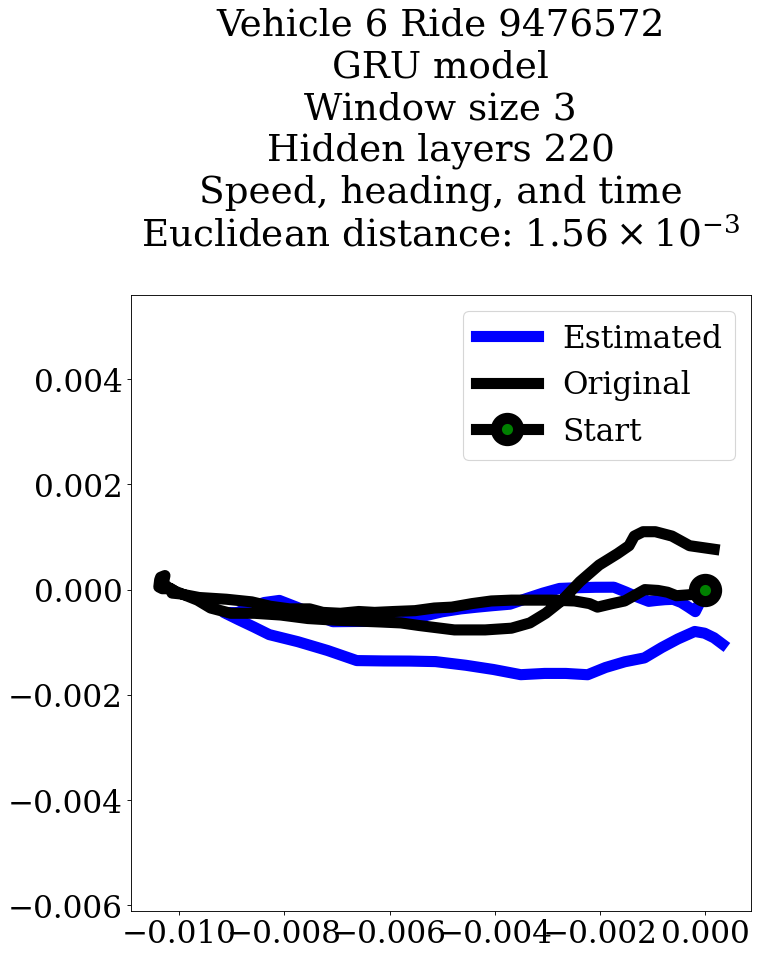 Vehicle 6 Ride 9476572
GRU model
Window size 3
Hidden layers 220
Speed, heading, and time
Euclidean distance: 1.56 × 10⁻³
Estimated
Original
Start
0.004
0.002
0.000
−0.002
−0.004
−0.006
−0.010 −0.008 −0.006 −0.004 −0.002 0.000